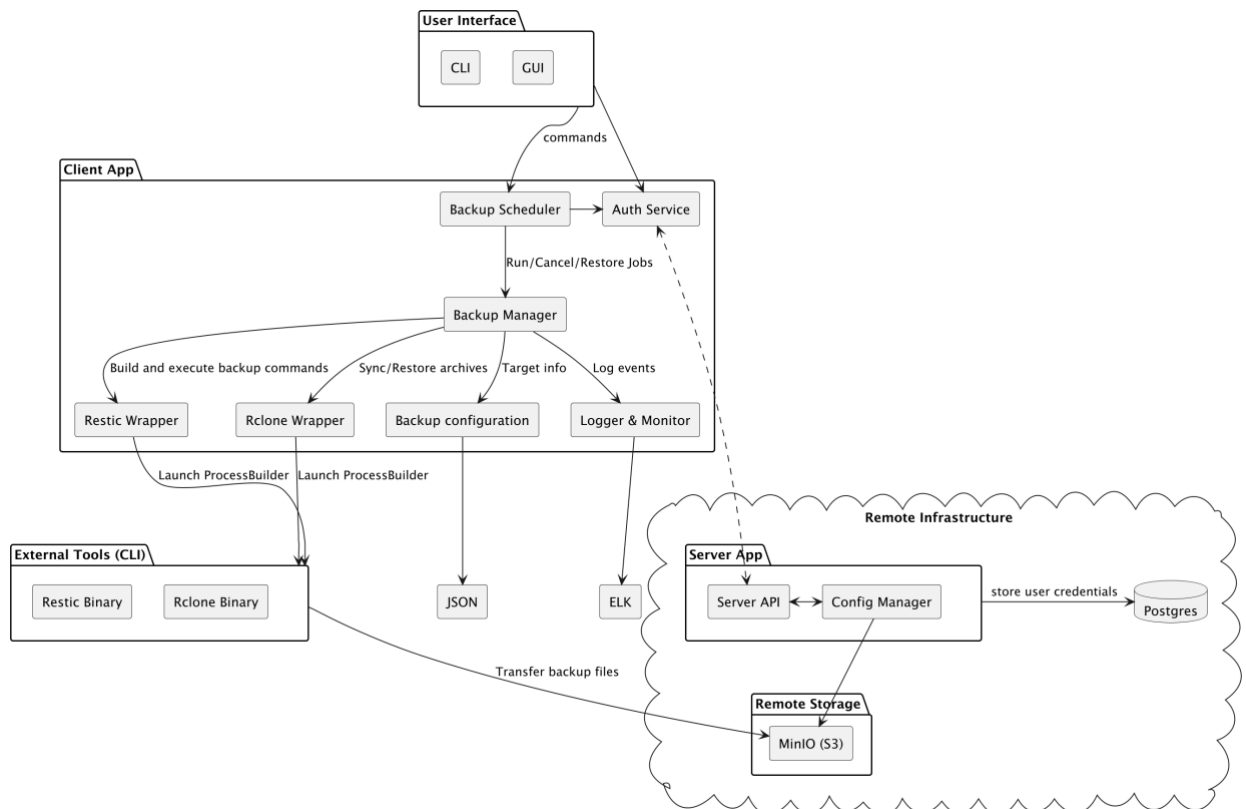 User Interface
CLI
GUI
commands
Client App
Backup Scheduler
Auth Service
Run/Cancel/Restore Jobs
Backup Manager
Build and execute backup commands
Sync/Restore archives
Target info
Log events
Restic Wrapper
Rclone Wrapper
Backup configuration
Logger & Monitor
Launch ProcessBuilder
Launch ProcessBuilder
Remote Infrastructure
External Tools (CLI)
Server App
Restic Binary
Rclone Binary
JSON
ELK
Server API
Config Manager
store user credentials
Postgres
Transfer backup files
Remote Storage
MinIO (S3)